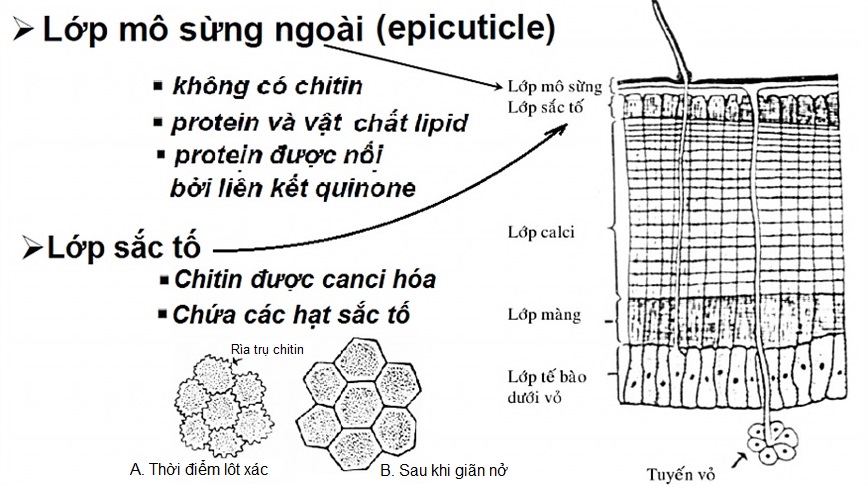 ➢ Lớp mô sừng ngoài (epicuticle)
▪ không có chitin
▪ protein và vật chất lipid
▪ protein được nối
bởi liên kết quinone
➢ Lớp sắc tố
▪ Chitin được canci hóa
▪ Chứa các hạt sắc tố
Rìa trụ chitin
A. Thời điểm lôt xác
B. Sau khi giãn nở
Lớp mô sừng
Lớp sắc tố
Lớp calci
Lớp màng
Lớp tế bào
dưới vỏ
Tuyến vỏ